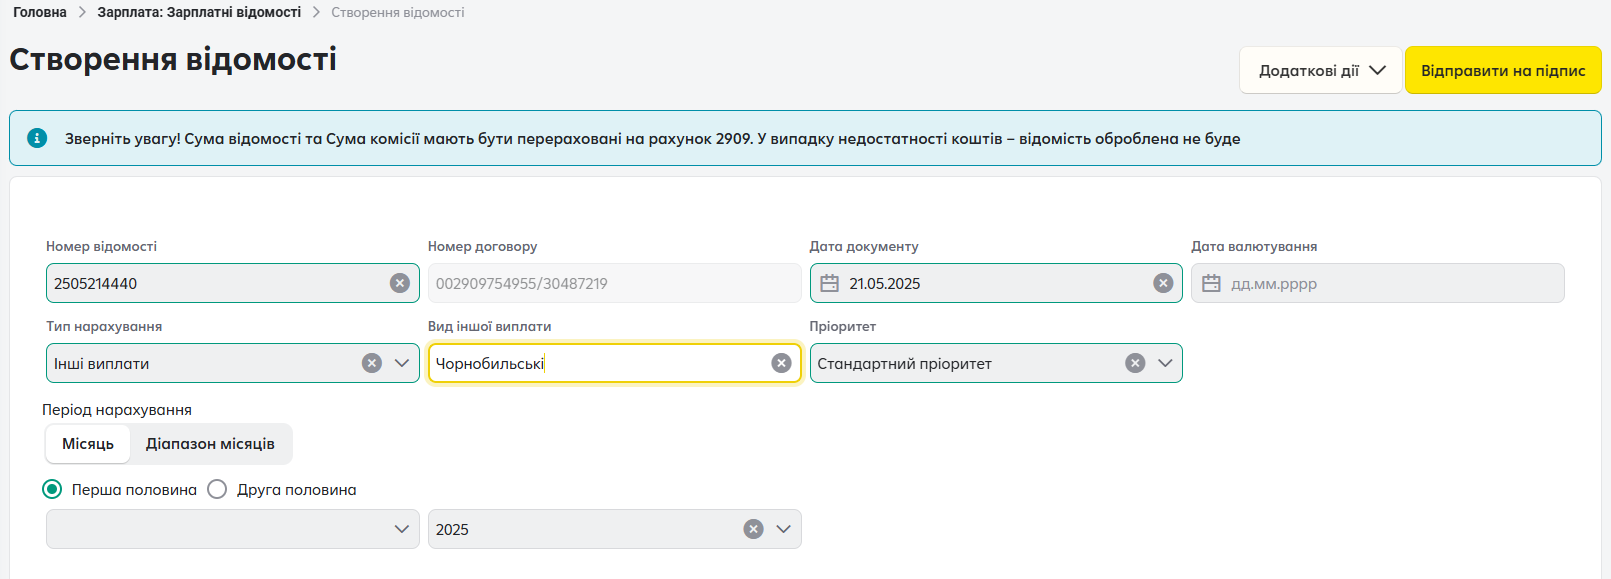 Головна > Зарплата: Зарплатні відомості > Створення відомості
Створення відомості
Додаткові дії
Відправити на підпис
Зверніть увагу! Сума відомості та Сума комісії мають бути перераховані на рахунок 2909. У випадку недостатності коштів – відомість оброблена не буде
Номер відомості
Номер договору
Дата документу
Дата валютування
2505214440
002909754955/30487219
21.05.2025
дд.мм.рррр
Тип нарахування
Вид іншої виплати
Пріоритет
Інші виплати
Чорнобильські
Стандартний пріоритет
Період нарахування
Місяць
Діапазон місяців
Перша половина
Друга половина
2025